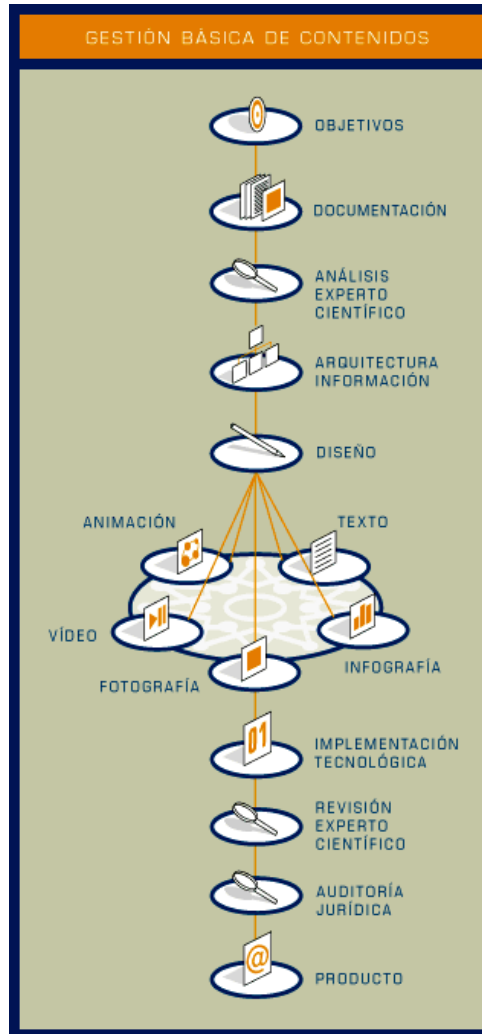 GESTIÓN BÁSICA DE CONTENIDOS
OBJETIVOS
DOCUMENTACIÓN
ANÁLISIS
EXPERTO
CIENTÍFICO
ARQUITECTURA
INFORMACIÓN
DISEÑO
ANIMACIÓN
TEXTO
VÍDEO
INFOGRAFÍA
FOTOGRAFÍA
01
IMPLEMENTACIÓN
TECNOLÓGICA
REVISIÓN
EXPERTO
CIENTÍFICO
AUDITORÍA
JURÍDICA
@
PRODUCTO